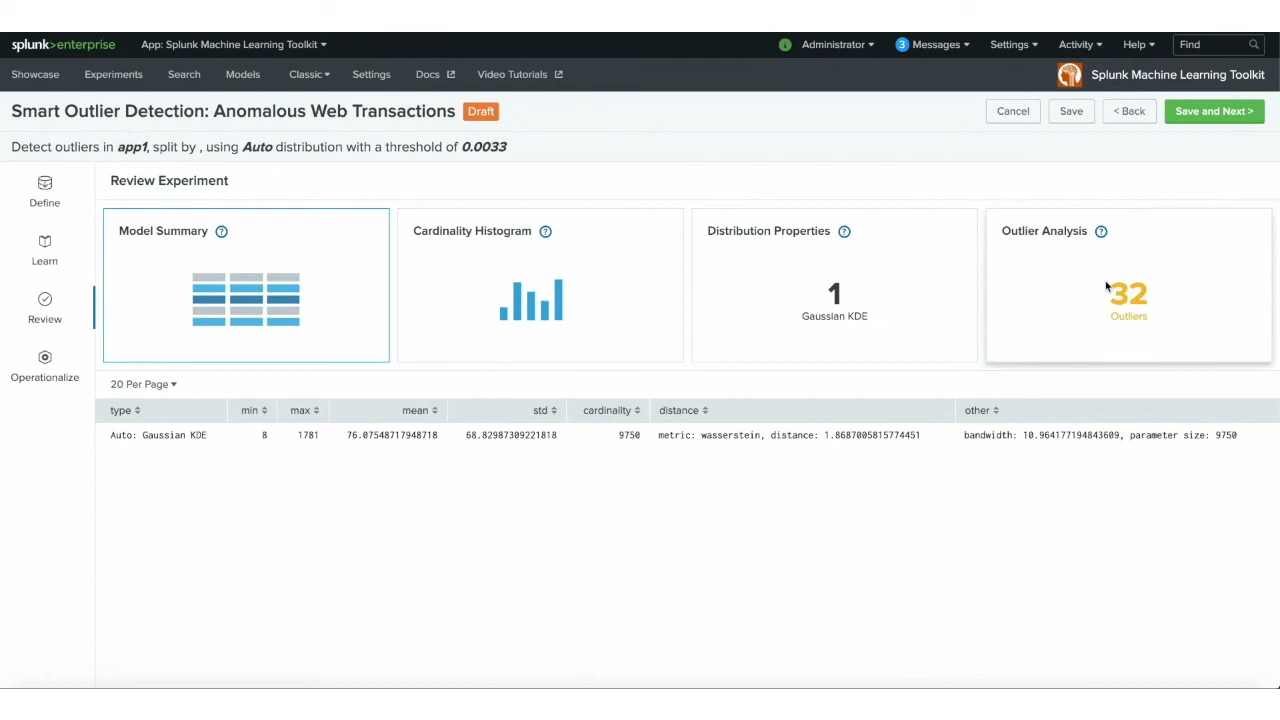 splunk>enterprise App: Splunk Machine Learning Toolkit Administrator 3 Messages Settings Activity Help Find
Showcase Experiments Search Models Classic Settings Docs Video Tutorials Splunk Machine Learning Toolkit
Smart Outlier Detection: Anomalous Web Transactions Draft Cancel Save < Back Save and Next >
Detect outliers in app1, split by , using Auto distribution with a threshold of 0.0033
Define
Learn
Review
Operationalize
Review Experiment
Model Summary ?
Cardinality Histogram ?
Distribution Properties ?
1
Gaussian KDE
Outlier Analysis ?
32
Outliers
20 Per Page
type min max mean std cardinality distance other
Auto: Gaussian KDE 8 1781 76.07548717948718 68.82987309221818 9750 metric: wasserstein, distance: 1.8687005815774451 bandwidth: 10.964177194843609, parameter size: 9750